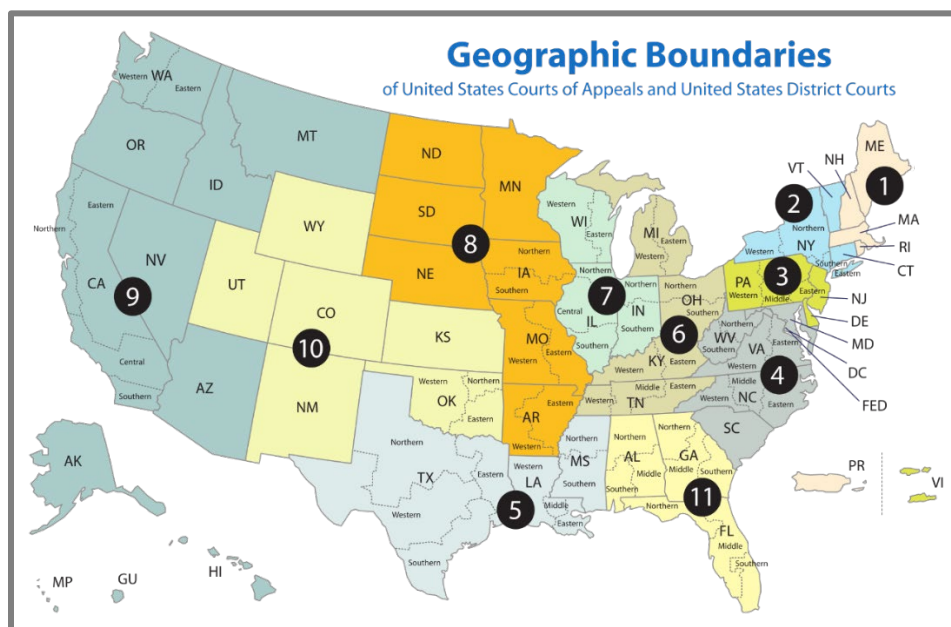 Geographic Boundaries
of United States Courts of Appeals and United States District Courts
WA
Western
Eastern
MT
ND
MN
ME
OR
ID
VT
NH
1
2
SD
WI
Western
Eastern
MI
Western
Eastern
MA
Northern
NY
Western
WY
8
RI
Southern
Eastern
CT
Eastern
Northern
NV
CA
9
UT
NE
Northern
IA
Southern
7
Northern
Northern
Central
IL
IN
Southern
Southern
Northern
OH
Southern
PA
3
Western
Middle
Eastern
NJ
DE
MD
DC
FED
CO
10
KS
MO
Western
Eastern
6
KY
Western
Eastern
Northern
WV
Southern
VA
Eastern
Western
4
Central
Southern
AZ
NM
Western
Northern
OK
Eastern
Eastern
AR
Western
Western
Middle
Eastern
TN
Middle
Western
NC
Eastern
SC
Northern
TX
Eastern
Western
Southern
Western
LA
Middle
Eastern
5
Northern
MS
Southern
Northern
AL
Middle
Southern
Northern
GA
Middle
Southern
11
Northern
FL
Middle
Southern
AK
PR
VI
MP
GU
HI